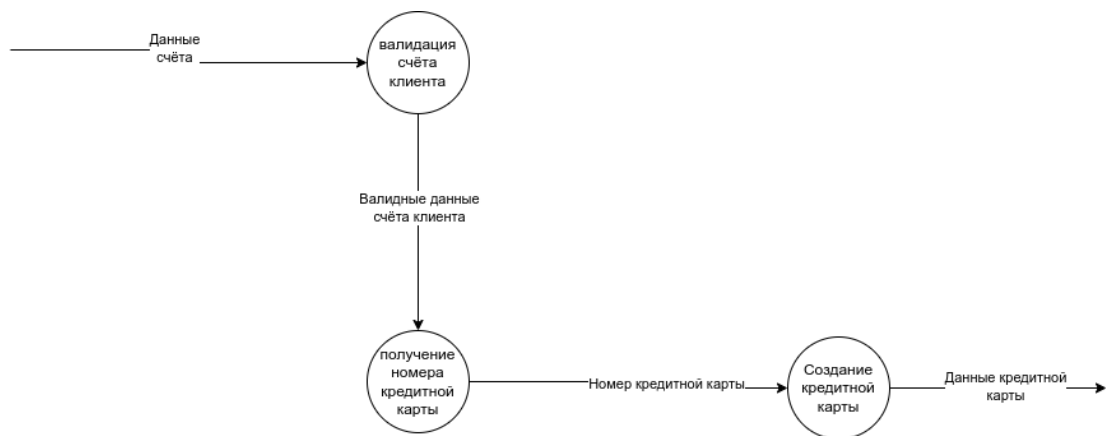 Данные
счёта
валидация
счёта
клиента
Валидные данные
счёта клиента
получение
номера
кредитной
карты
Номер кредитной карты
Создание
кредитной
карты
Данные кредитной
карты